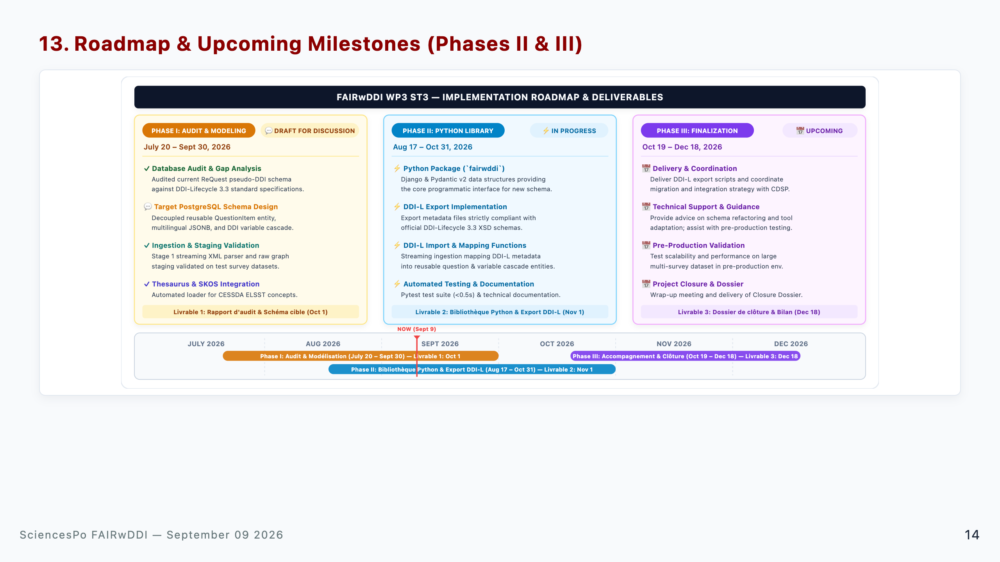 13. Roadmap & Upcoming Milestones (Phases II & III)
FAIRwDDI WP3 ST3 — IMPLEMENTATION ROADMAP & DELIVERABLES
PHASE I: AUDIT & MODELING
💬 DRAFT FOR DISCUSSION
July 20 – Sept 30, 2026
✓ Database Audit & Gap Analysis
Audited current ReQuest pseudo-DDI schema
against DDI-Lifecycle 3.3 standard specifications.
💬 Target PostgreSQL Schema Design
Decoupled reusable QuestionItem entity,
multilingual JSONB, and DDI variable cascade.
✓ Ingestion & Staging Validation
Stage 1 streaming XML parser and raw graph
staging validated on test survey datasets.
✓ Thesaurus & SKOS Integration
Automated loader for CESSDA ELSST concepts.
Livrable 1: Rapport d'audit & Schéma cible (Oct 1)
PHASE II: PYTHON LIBRARY
⚡ IN PROGRESS
Aug 17 – Oct 31, 2026
⚡ Python Package (`fairwddi`)
Django & Pydantic v2 data structures providing
the core programmatic interface for new schema.
⚡ DDI-L Export Implementation
Export metadata files strictly compliant with
official DDI-Lifecycle 3.3 XSD schemas.
⚡ DDI-L Import & Mapping Functions
Streaming ingestion mapping DDI-L metadata
into reusable question & variable cascade entities.
⚡ Automated Testing & Documentation
Pytest test suite (<0.5s) & technical documentation.
Livrable 2: Bibliothèque Python & Export DDI-L (Nov 1)
PHASE III: FINALIZATION
📅 UPCOMING
Oct 19 – Dec 18, 2026
📅 Delivery & Coordination
Deliver DDI-L export scripts and coordinate
migration and integration strategy with CDSP.
📅 Technical Support & Guidance
Provide advice on schema refactoring and tool
adaptation; assist with pre-production testing.
📅 Pre-Production Validation
Test scalability and performance on large
multi-survey dataset in pre-production env.
📅 Project Closure & Dossier
Wrap-up meeting and delivery of Closure Dossier.
Livrable 3: Dossier de clôture & Bilan (Dec 18)
NOW (Sept 9)
JULY 2026
AUG 2026
SEPT 2026
OCT 2026
NOV 2026
DEC 2026
Phase I: Audit & Modélisation (July 20 – Sept 30) — Livrable 1: Oct 1
Phase III: Accompagnement & Clôture (Oct 19 – Dec 18) — Livrable 3: Dec 18
Phase II: Bibliothèque Python & Export DDI-L (Aug 17 – Oct 31) — Livrable 2: Nov 1
SciencesPo FAIRwDDI — September 09 2026
14